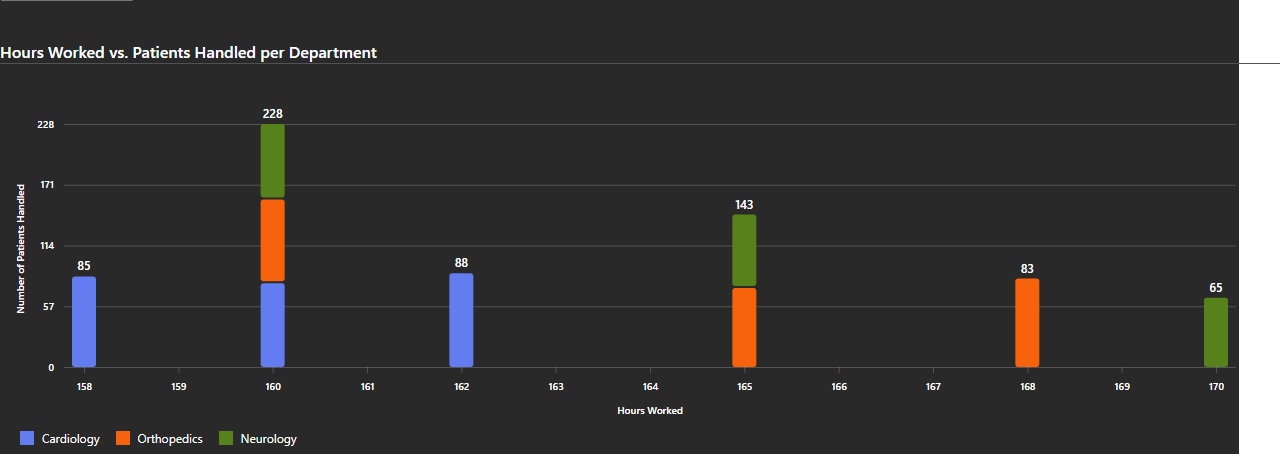 Hours Worked vs. Patients Handled per Department
Number of Patients Handled
228
171
114
57
0
85
228
88
143
83
65
158 159 160 161 162 163 164 165 166 167 168 169 170
Hours Worked
Cardiology Orthopedics Neurology